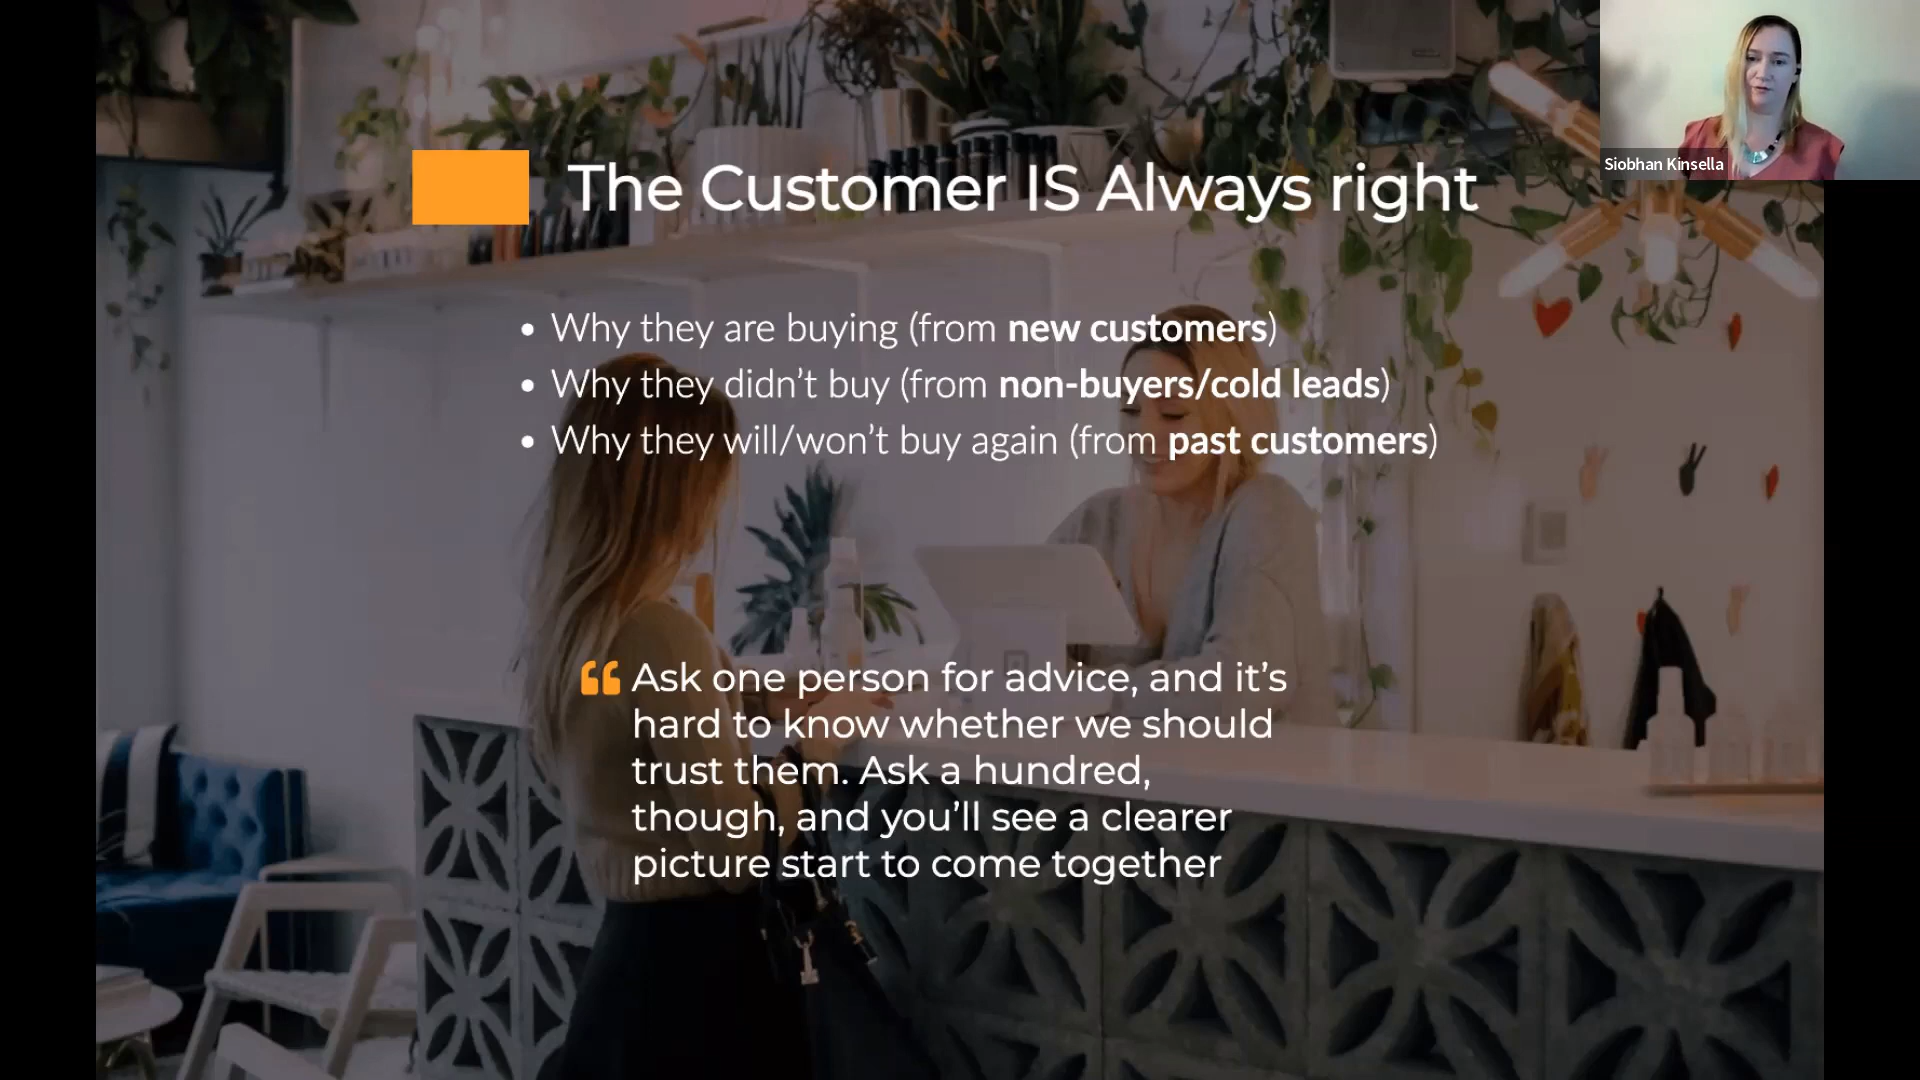 The Customer IS Always right
Siobhan Kinsella
• Why they are buying (from new customers)
• Why they didn’t buy (from non-buyers/cold leads)
• Why they will/won’t buy again (from past customers)
“ Ask one person for advice, and it’s
hard to know whether we should
trust them. Ask a hundred,
though, and you’ll see a clearer
picture start to come together